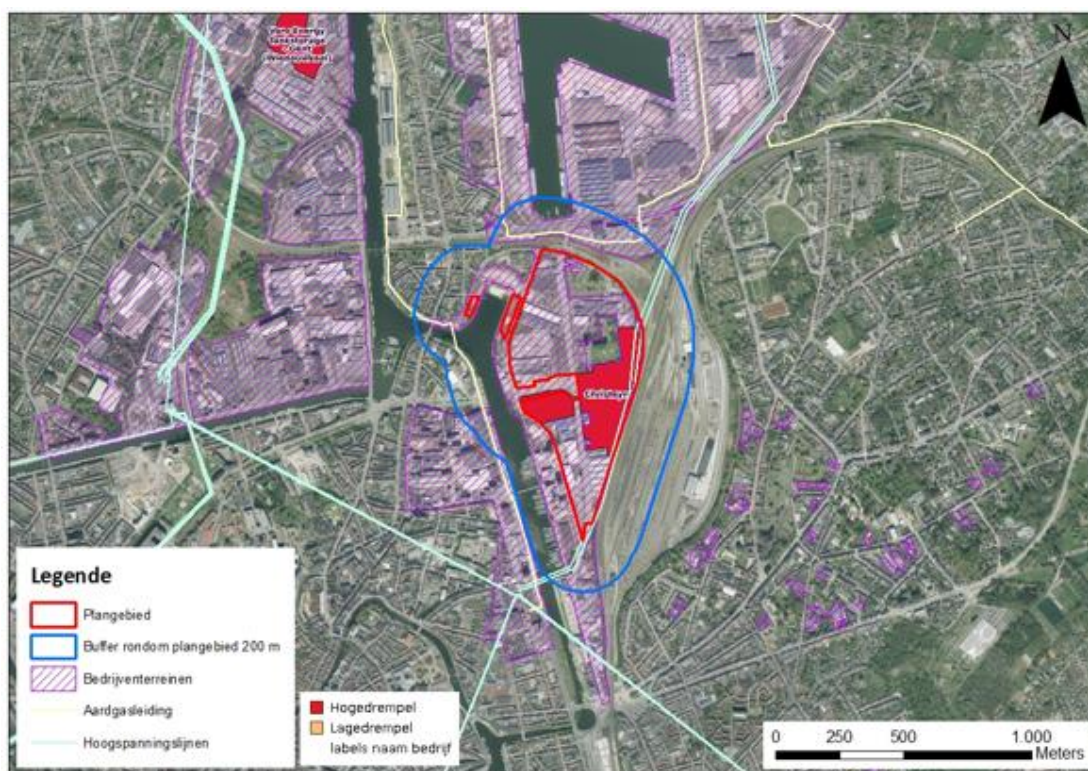 N
Legende
Plangebied
Buffer rondom plangebied 200 m
Bedrijventerreinen
Aardgasleiding
Hoogspanningslijnen
Hogedrempel
Lagedrempel
labels naam bedrijf
0 250 500 1.000
Meters